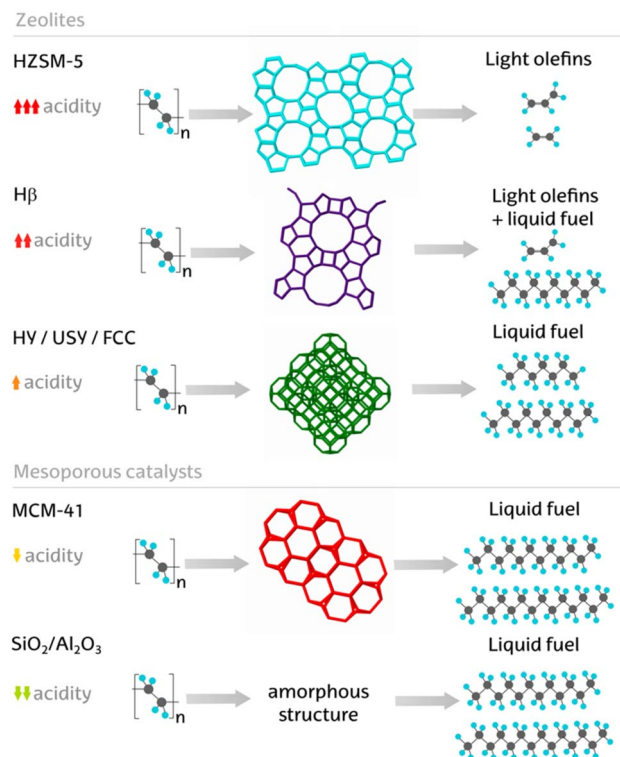 Zeolites
HZSM-5
Light olefins
acidity
n
Hβ
Light olefins
+ liquid fuel
acidity
n
HY / USY / FCC
Liquid fuel
acidity
n
Mesoporous catalysts
MCM-41
Liquid fuel
acidity
n
SiO₂/Al₂O₃
Liquid fuel
acidity
n
amorphous
structure